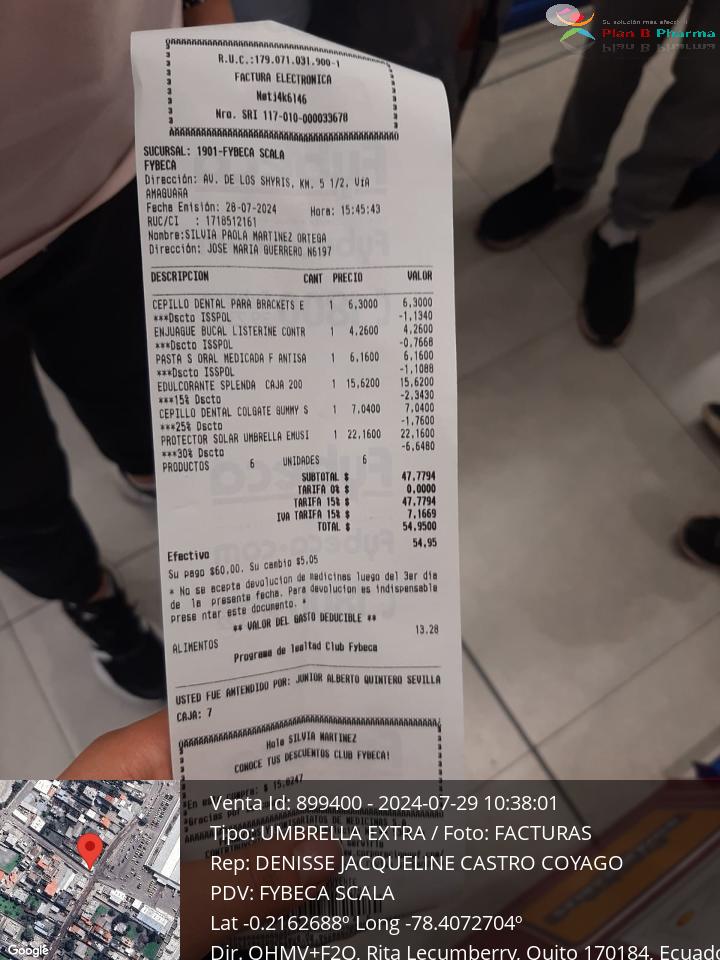 Su solución más efectiva
Plan B Pharma
R.U.C.:179.071.031.900-1
FACTURA ELECTRONICA
Nro. SRI 117-010-000033678
SUCURSAL: 1901-FYBECA SCALA
FYBECA
Dirección: AV. DE LOS SHYRIS, KM. 5 1/2, VIA
AMAGUAÑA
Fecha Emisión: 28-07-2024 Hora: 15:45:43
RUC/CI : 1718512161
Nombre:SILVIA PAOLA MARTINEZ ORTEGA
Dirección: JOSE MARIA GUERRERO N6197
DESCRIPCION CANT PRECIO VALOR
CEPILLO DENTAL PARA BRACKETS E 1 6,3000 6,3000
***Dscto ISSPOL -1,1340
ENJUAGUE BUCAL LISTERINE CONTR 1 4,2600 4,2600
***Dscto ISSPOL -0,7668
PASTA S ORAL MEDICADA F ANTISA 1 6,1600 6,1600
***Dscto ISSPOL -1,1088
EDULCORANTE SPLENDA CAJA 200 1 15,6200 15,6200
***15% Dscto -2,3430
CEPILLO DENTAL COLGATE GUMMY S 1 7,0400 7,0400
***25% Dscto -1,7600
PROTECTOR SOLAR UMBRELLA EMUSI 1 22,1600 22,1600
***30% Dscto -6,6480
PRODUCTOS 6 UNIDADES 6
SUBTOTAL $ 47.7794
TARIFA 0% $ 0.0000
TARIFA 15% $ 47.7794
IVA TARIFA 15% $ 7.1669
TOTAL $ 54.9500
Efectivo 54.95
Su pago $60,00. Su cambio $5,05
* No se acepta devolucion de medicinas luego del 3er dia
de la presente fecha. Para devolucion es indispensable
prese ntar este documento. *
** VALOR DEL GASTO DEDUCIBLE **
ALIMENTOS 13.28
Programa de lealtad Club Fybeca
USTED FUE ANTENDIDO POR: JUNIOR ALBERTO QUINTERO SEVILLA
CAJA: 7
Hola SILVIA MARTINEZ
CONOCE TUS DESCUENTOS CLUB FYBECA!
Venta Id: 899400 - 2024-07-29 10:38:01
Tipo: UMBRELLA EXTRA / Foto: FACTURAS
Rep: DENISSE JACQUELINE CASTRO COYAGO
PDV: FYBECA SCALA
Lat -0.2162688º Long -78.4072704º
Dir. QHMV+F2Q, Rita Lecumberry, Quito 170184, Ecuado
Google